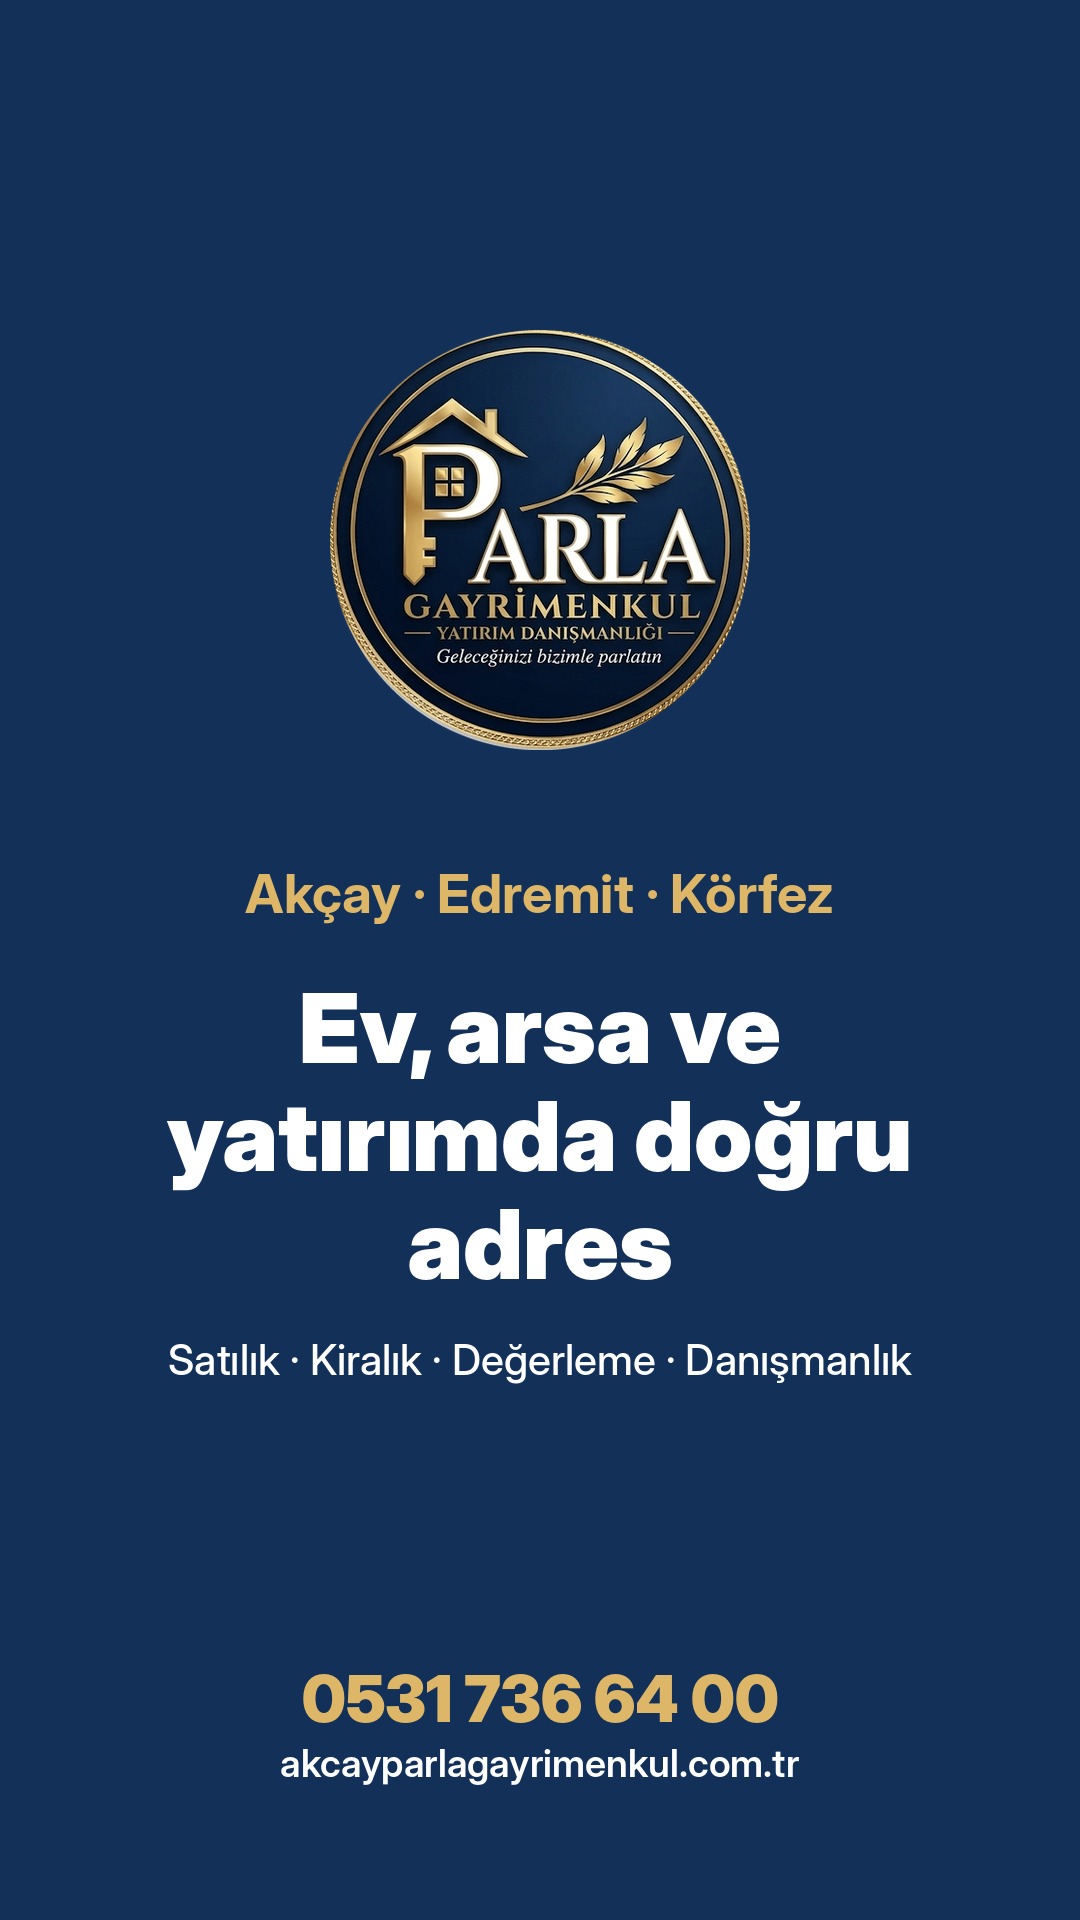 PARLA
GAYRİMENKUL
YATIRIM DANIŞMANLIĞI
Geleceğinizi bizimle parlatın
Akçay · Edremit · Körfez
Ev, arsa ve
yatırımda doğru
adres
Satılık · Kiralık · Değerleme · Danışmanlık
0531 736 64 00
akcayparlagayrimenkul.com.tr